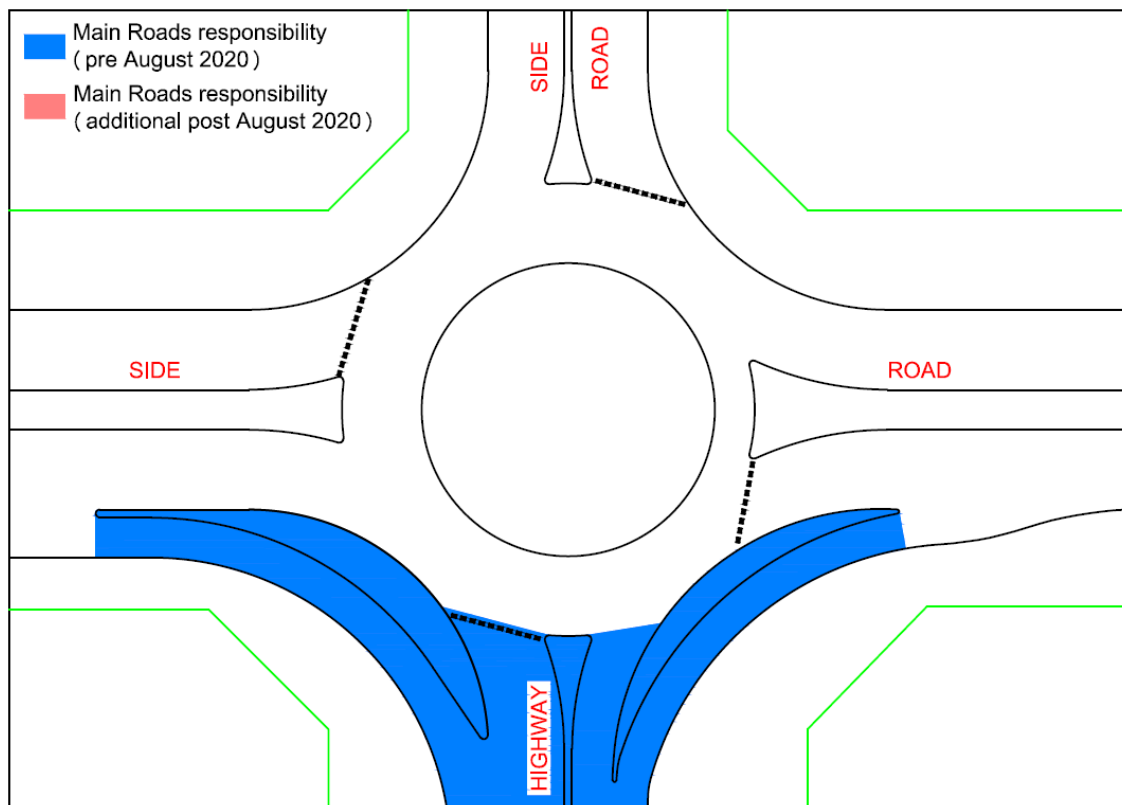 Main Roads responsibility
( pre August 2020 )
Main Roads responsibility
( additional post August 2020 )
SIDE
ROAD
SIDE
ROAD
HIGHWAY